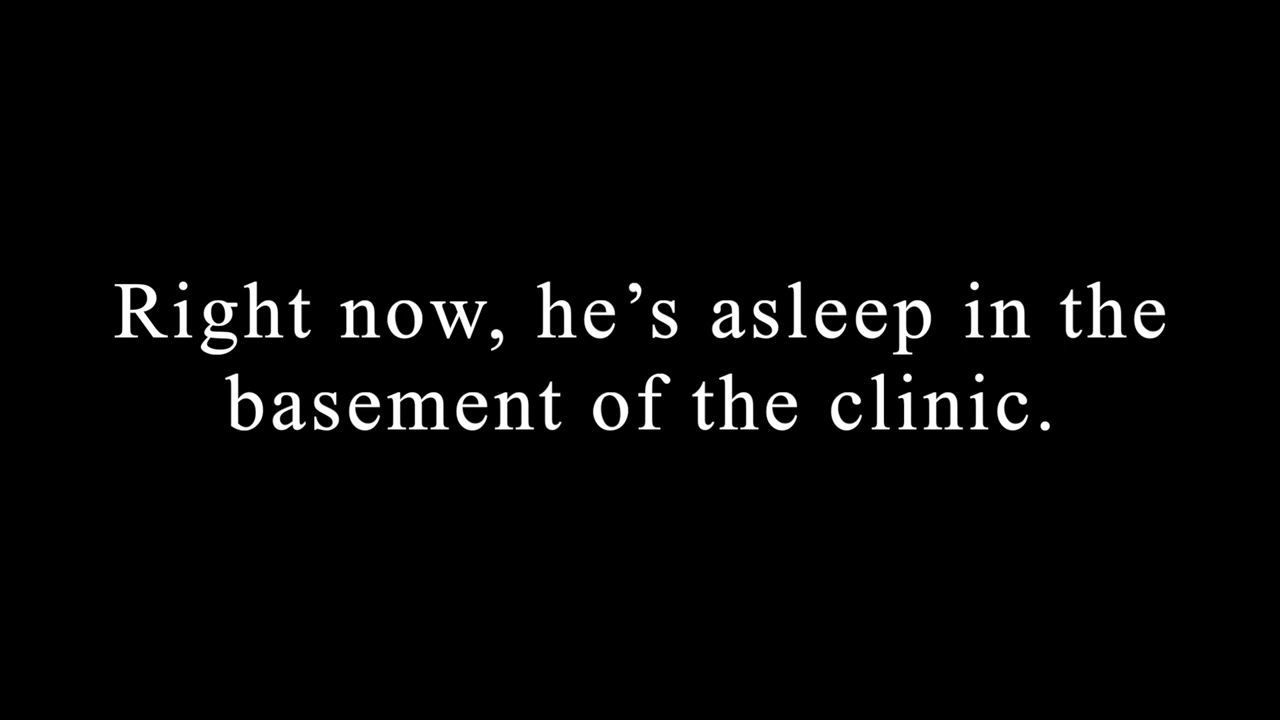 Right now, he’s asleep in the
basement of the clinic.